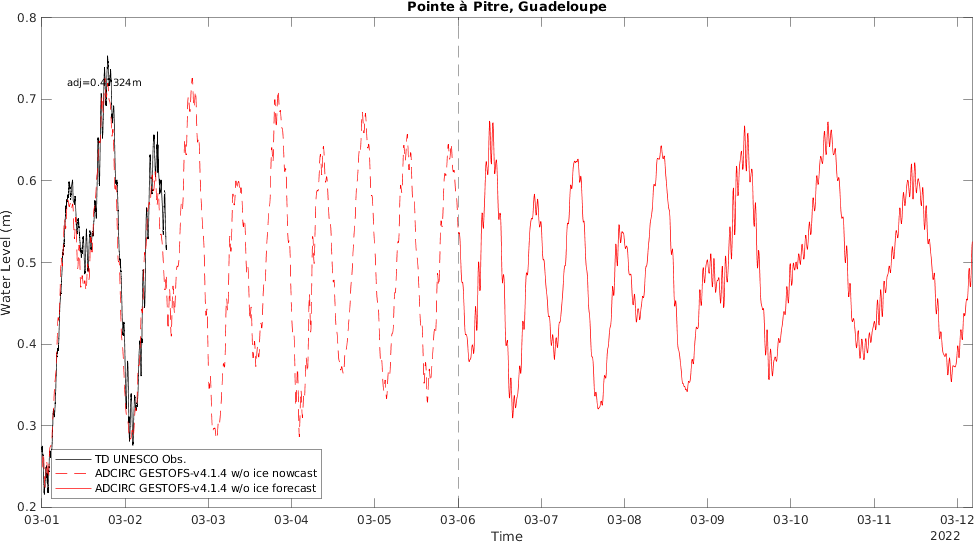 Pointe à Pitre, Guadeloupe
0.8
0.7
0.6
0.5
0.4
0.3
0.2
Water Level (m)
TD UNESCO Obs.
ADCIRC GESTOFS-v4.1.4 w/o ice nowcast
ADCIRC GESTOFS-v4.1.4 w/o ice forecast
03-01 03-02 03-03 03-04 03-05 03-06 03-07 03-08 03-09 03-10 03-11 03-12
Time
2022